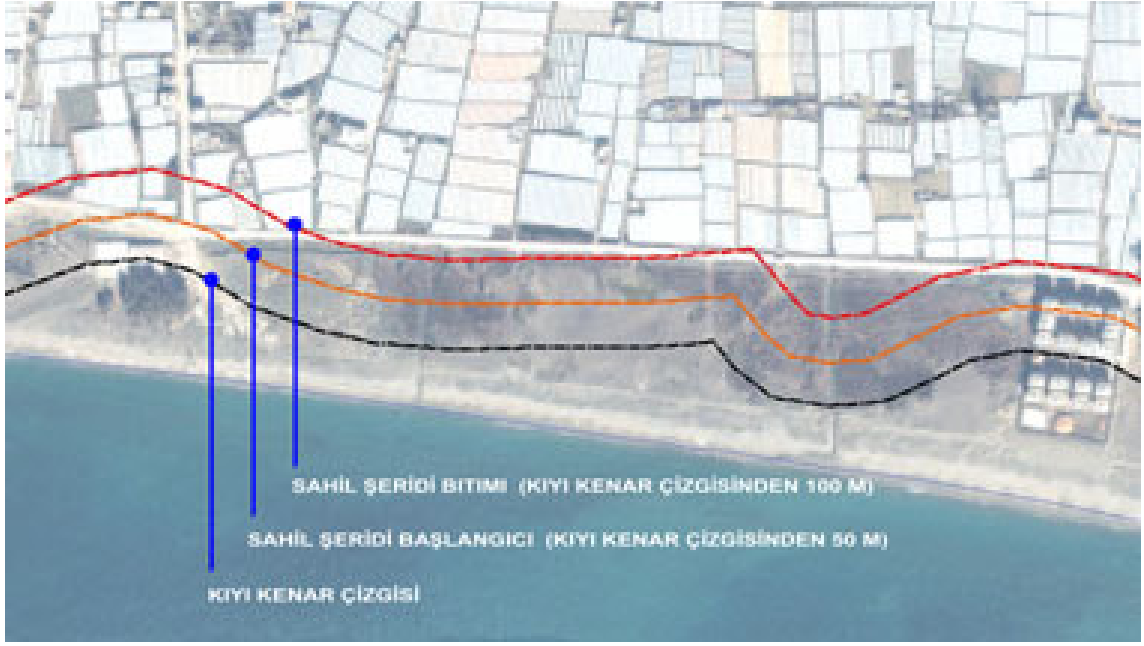 SAHİL ŞERİDİ BITIMI (KIYI KENAR ÇİZGİSİNDEN 100 M)
SAHİL ŞERİDİ BAŞLANGICI (KIYI KENAR ÇİZGİSİNDEN 50 M)
KIYI KENAR ÇİZGİSİ